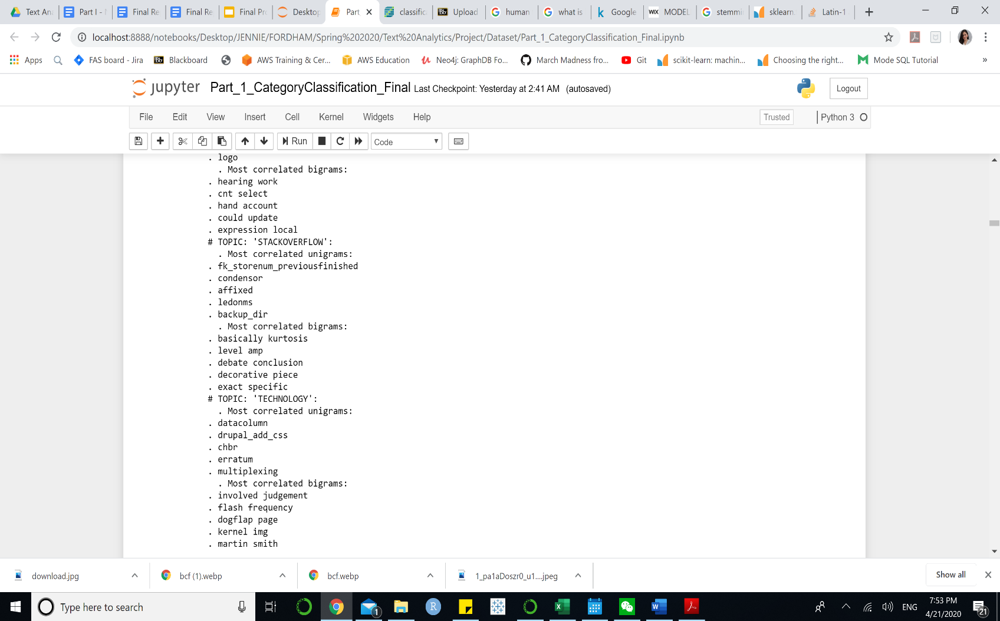 Text Ana
Part I - N
Final Re
Final Re
Final Pro
Desktop
Part
classific
Upload
human
what is
Google
MODEL
stemmi
sklearn.
Latin-1
localhost:8888/notebooks/Desktop/JENNIE/FORDHAM/Spring%202020/Text%20Analytics/Project/Dataset/Part_1_CategoryClassification_Final.ipynb
Apps
FAS board - Jira
Bb Blackboard
AWS Training & Cer...
AWS Education
Neo4j: GraphDB Fo...
March Madness fro...
Git
scikit-learn: machin...
Choosing the right...
Mode SQL Tutorial
»
jupyter Part_1_CategoryClassification_Final Last Checkpoint: Yesterday at 2:41 AM (autosaved)
Logout
File Edit View Insert Cell Kernel Widgets Help
Trusted
Python 3
Run
Code
. logo
. Most correlated bigrams:
. hearing work
. cnt select
. hand account
. could update
. expression local
# TOPIC: 'STACKOVERFLOW':
. Most correlated unigrams:
. fk_storenum_previousfinished
. condensor
. affixed
. ledonms
. backup_dir
. Most correlated bigrams:
. basically kurtosis
. level amp
. debate conclusion
. decorative piece
. exact specific
# TOPIC: 'TECHNOLOGY':
. Most correlated unigrams:
. datacolumn
. drupal_add_css
. chbr
. erratum
. multiplexing
. Most correlated bigrams:
. involved judgement
. flash frequency
. dogflap page
. kernel img
. martin smith
download.jpg
bcf (1).webp
bcf.webp
1_pa1aDoszr0_u1....jpeg
Show all
Type here to search
1
ENG
7:53 PM
4/21/2020
21